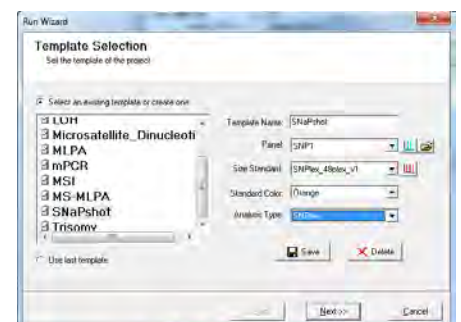 Run Wizard
Template Selection
Set the template of the project
Select an existing template or create one
LOH
Microsatellite_Dinucleoti
MLPA
mPCR
MSI
MS-MLPA
SNaPshot
Trisomy
Use last template
Template Name: SNaPshot
Panel: SNP1
Size Standard: SNPlex_48plex_v1
Standard Color: Orange
Analysis Type: SNPlex
Save
Delete
Next>>
Cancel